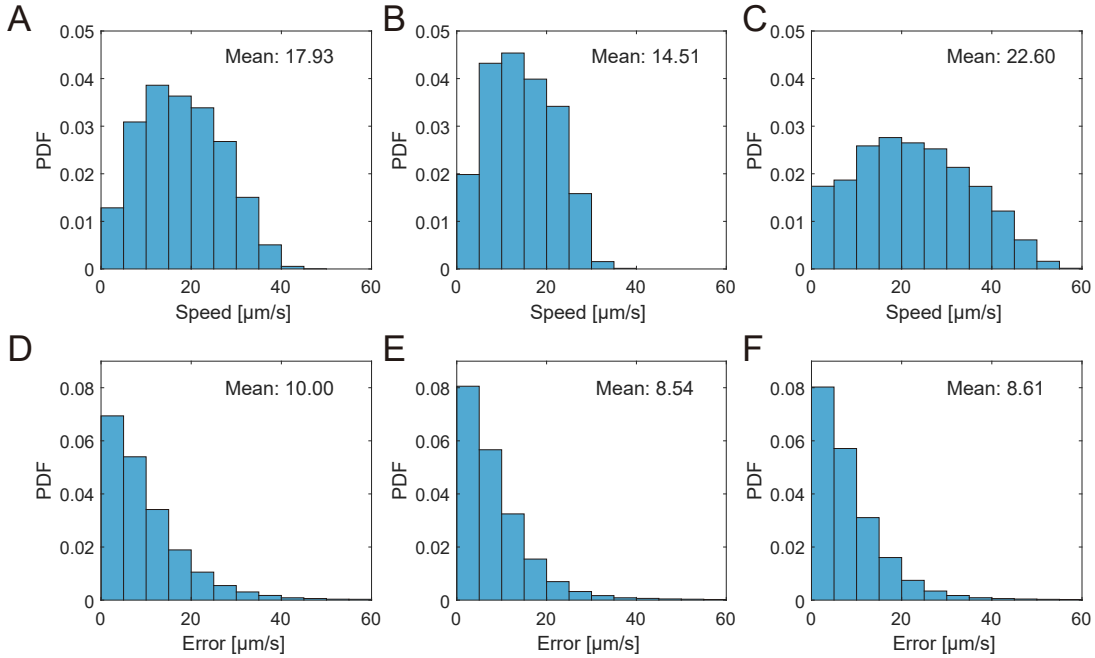 A
0.05
0.04
0.03
0.02
0.01
0
PDF
Mean: 17.93
0 20 40 60
Speed [µm/s]
B
0.05
0.04
0.03
0.02
0.01
0
PDF
Mean: 14.51
0 20 40 60
Speed [µm/s]
C
0.05
0.04
0.03
0.02
0.01
0
PDF
Mean: 22.60
0 20 40 60
Speed [µm/s]
D
0.08
0.06
0.04
0.02
0
PDF
Mean: 10.00
0 20 40 60
Error [µm/s]
E
0.08
0.06
0.04
0.02
0
PDF
Mean: 8.54
0 20 40 60
Error [µm/s]
F
0.08
0.06
0.04
0.02
0
PDF
Mean: 8.61
0 20 40 60
Error [µm/s]